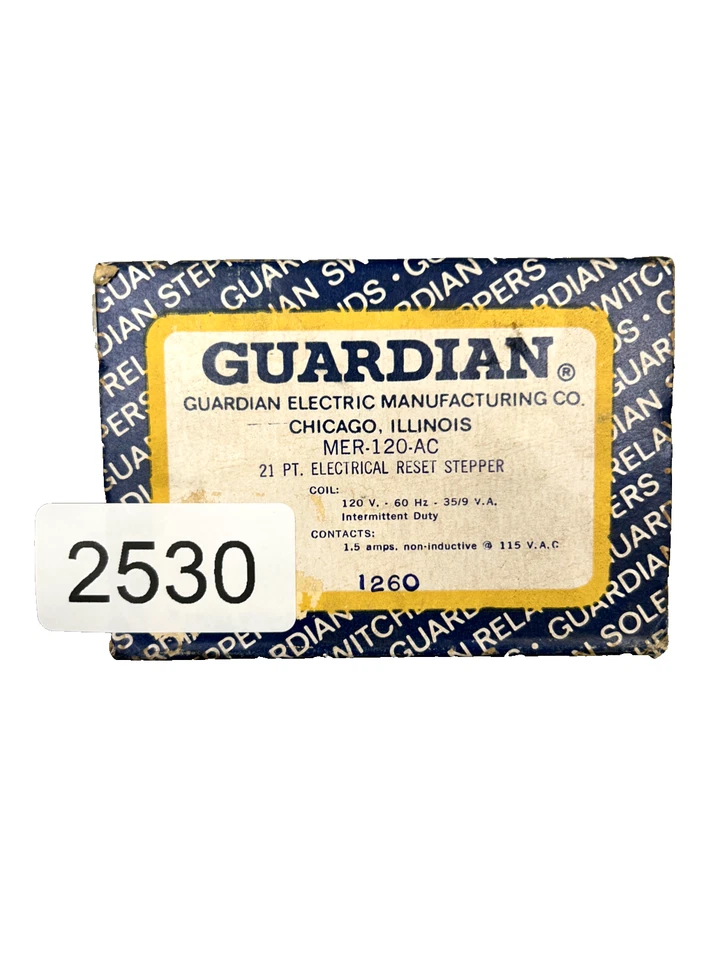 GUARDIAN®
GUARDIAN ELECTRIC MANUFACTURING CO.
CHICAGO, ILLINOIS
MER-120-AC
21 PT. ELECTRICAL RESET STEPPER
COIL:
120 V. - 60 Hz - 35/9 V.A.
Intermittent Duty
CONTACTS:
1.5 amps. non-inductive @ 115 V.A.C
1260
2530